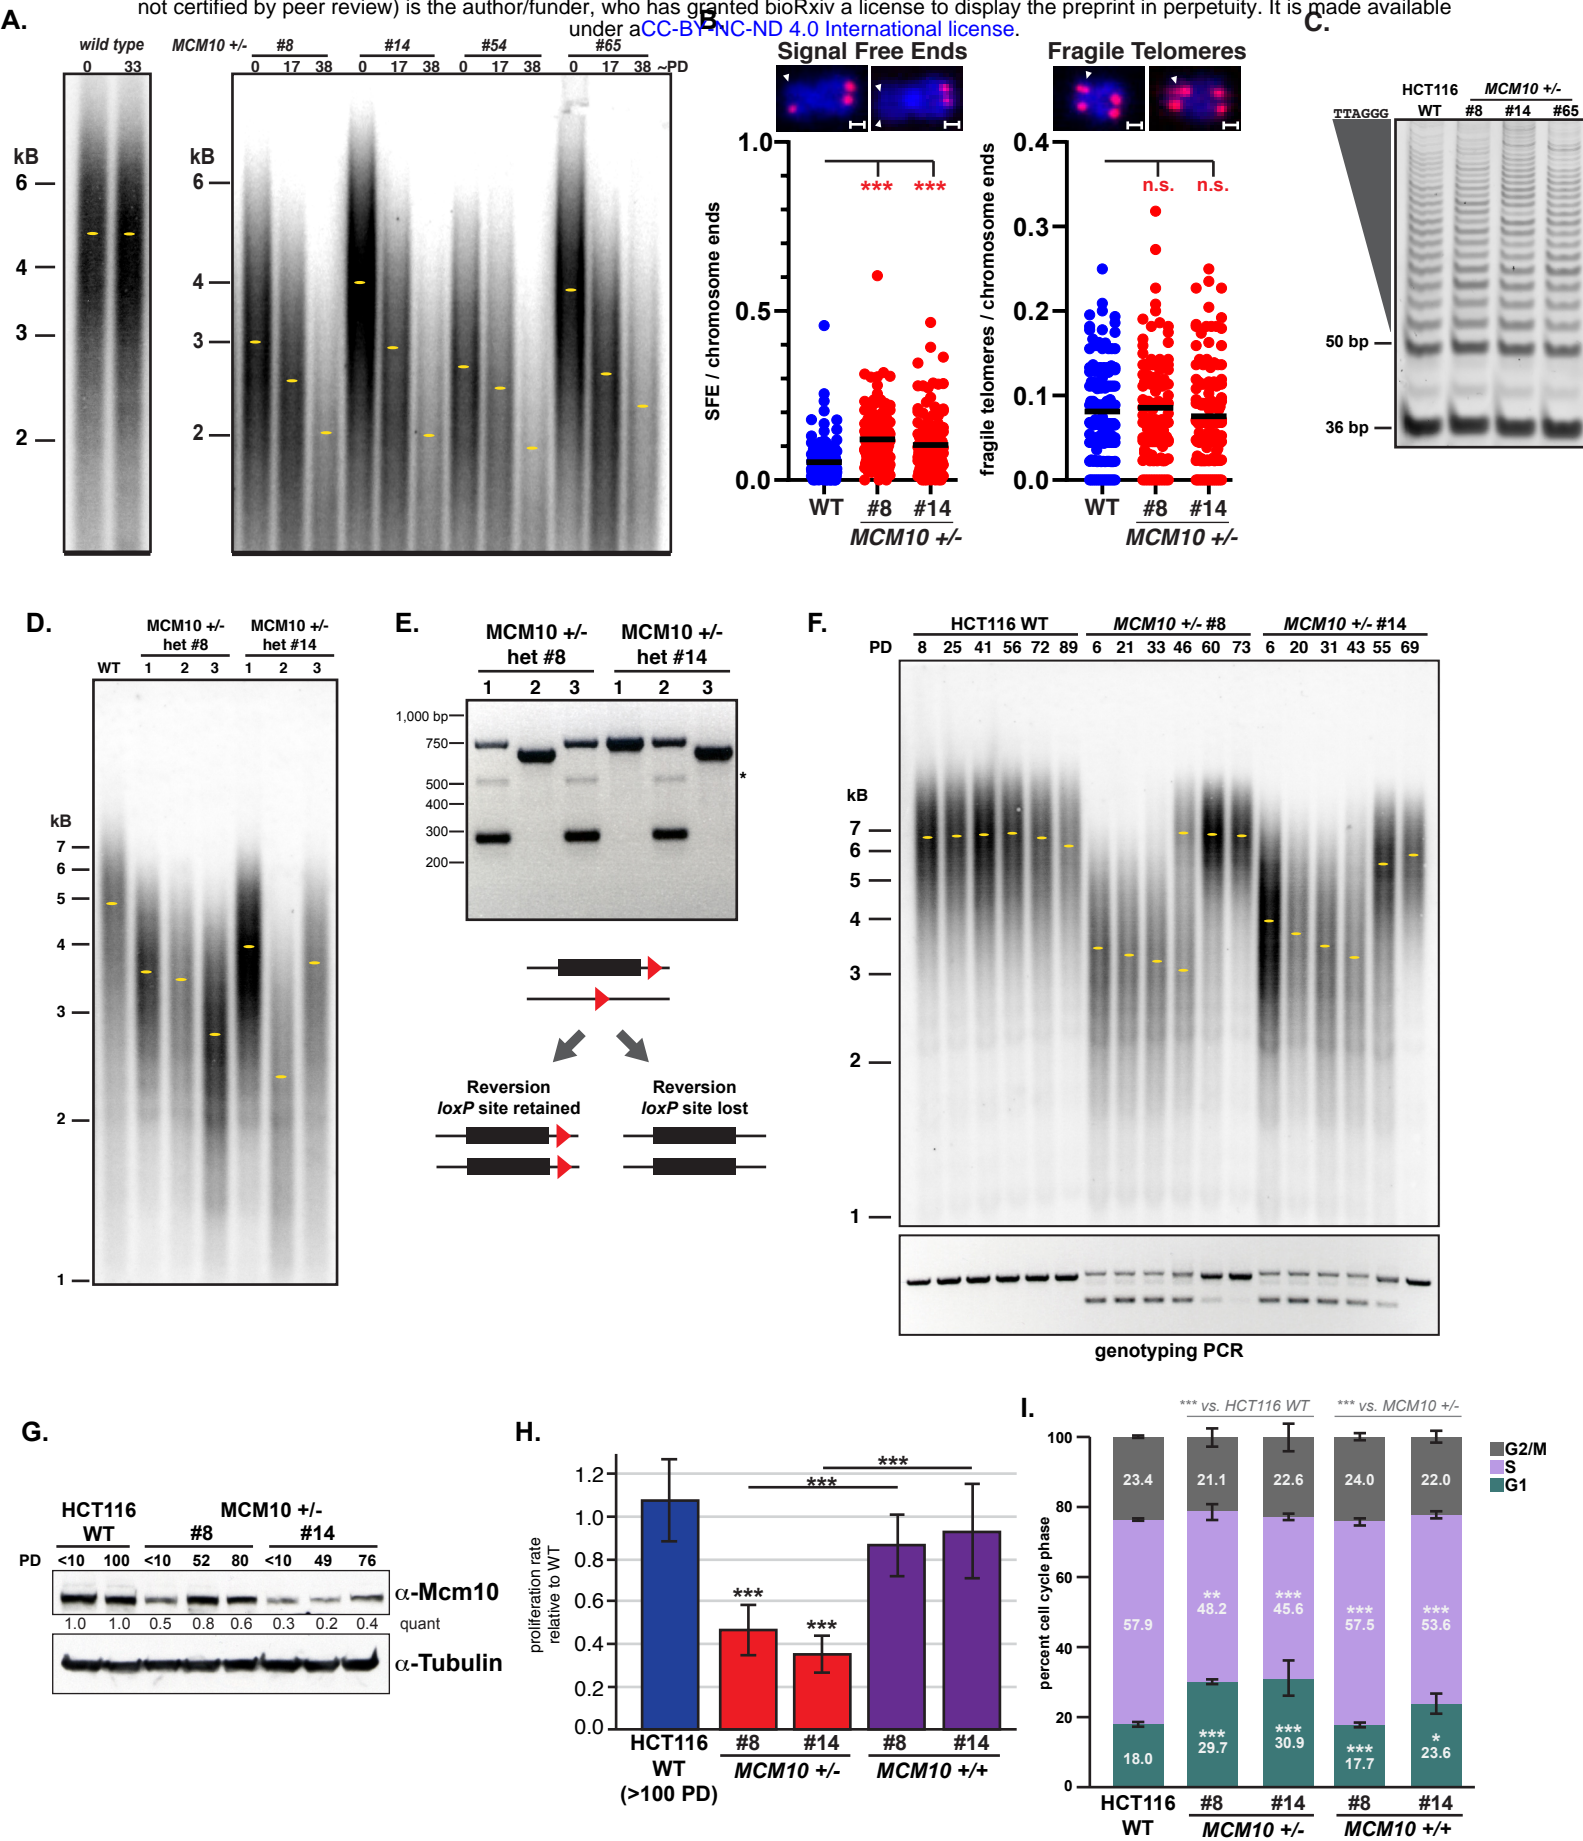 not certified by peer review) is the author/funder, who has granted bioRxiv a license to display the preprint in perpetuity. It is made available
under aCC-BY-NC-ND 4.0 International license.
A.
wild type
MCM10 +/- #8 #14 #54 #65
0 33
0 17 38 0 17 38 0 17 38 0 17 38 ~PD
kB
6
4
3
2
kB
6
4
3
2
B.
Signal Free Ends
SFE / chromosome ends
1.0
0.5
0.0
*** ***
WT #8 #14
MCM10 +/-
Fragile Telomeres
fragile telomeres / chromosome ends
0.4
0.3
0.2
0.1
0.0
n.s. n.s.
WT #8 #14
MCM10 +/-
C.
HCT116 MCM10 +/-
TTAGGG WT #8 #14 #65
50 bp
36 bp
D.
MCM10 +/- MCM10 +/-
het #8 het #14
WT 1 2 3 1 2 3
kB
7
6
5
4
3
2
1
E.
MCM10 +/- MCM10 +/-
het #8 het #14
1 2 3 1 2 3
1,000 bp
750
500
400
300
200
*
Reversion
loxP site retained
Reversion
loxP site lost
F.
HCT116 WT MCM10 +/- #8 MCM10 +/- #14
PD 8 25 41 56 72 89 6 21 33 46 60 73 6 20 31 43 55 69
kB
7
6
5
4
3
2
1
genotyping PCR
G.
HCT116 MCM10 +/-
WT #8 #14
PD <10 100 <10 52 80 <10 49 76
α-Mcm10
1.0 1.0 0.5 0.8 0.6 0.3 0.2 0.4 quant
α-Tubulin
H.
proliferation rate
relative to WT
1.2
1.0
0.8
0.6
0.4
0.2
0.0
***
***
***
***
HCT116 #8 #14 #8 #14
WT MCM10 +/- MCM10 +/+
(>100 PD)
I.
*** vs. HCT116 WT *** vs. MCM10 +/-
percent cell cycle phase
100
80
60
40
20
0
23.4 21.1 22.6 24.0 22.0
** *** *** ***
57.9 48.2 45.6 57.5 53.6
*** *** *** *
18.0 29.7 30.9 17.7 23.6
G2/M
S
G1
HCT116 #8 #14 #8 #14
WT MCM10 +/- MCM10 +/+